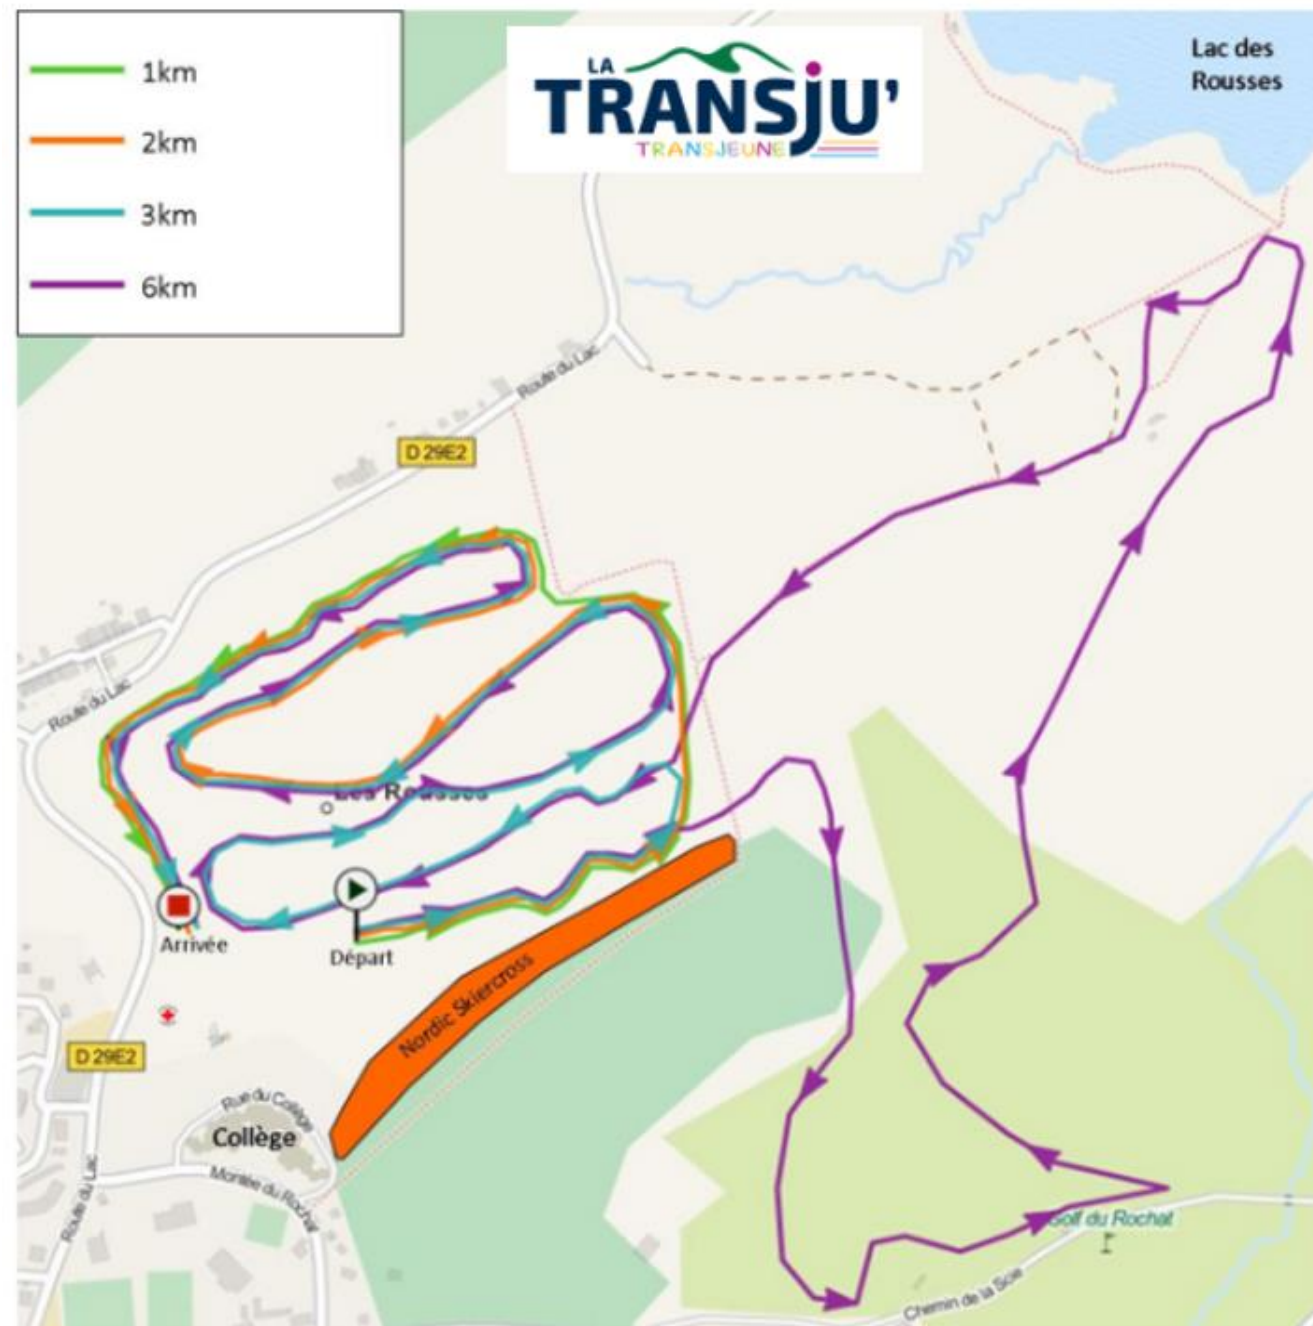 1km
2km
3km
6km
LA
TRANSJU'
TRANSJEUNE
Lac des
Rousses
Route du Lac
D 29E2
Route du Lac
Les Rousses
Arrivée
Départ
Nordic Skiercross
D 29E2
Rue du Collège
Collège
Montée du Rochat
Route du Lac
Golf du Rochat
Chemin de la Scie